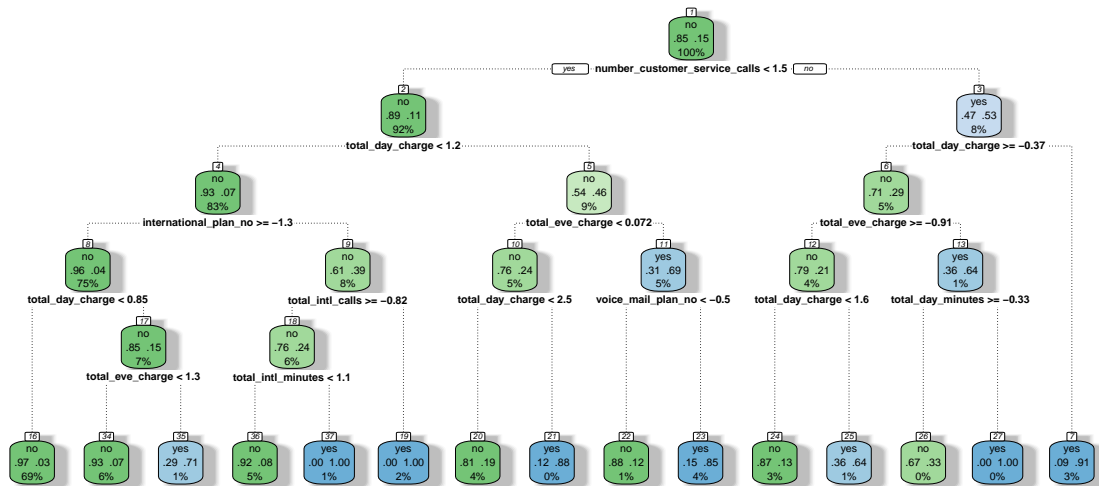 1
no
.85 .15
100%
yes number_customer_service_calls < 1.5 no
2
no
.89 .11
92%
3
yes
.47 .53
8%
total_day_charge < 1.2
total_day_charge >= −0.37
4
no
.93 .07
83%
5
no
.54 .46
9%
6
no
.71 .29
5%
international_plan_no >= −1.3
total_eve_charge < 0.072
total_eve_charge >= −0.91
8
no
.96 .04
75%
9
no
.61 .39
8%
10
no
.76 .24
5%
11
yes
.31 .69
5%
12
no
.79 .21
4%
13
yes
.36 .64
1%
total_day_charge < 0.85
total_intl_calls >= −0.82
total_day_charge < 2.5
voice_mail_plan_no < −0.5
total_day_charge < 1.6
total_day_minutes >= −0.33
17
no
.85 .15
7%
18
no
.76 .24
6%
total_eve_charge < 1.3
total_intl_minutes < 1.1
16
no
.97 .03
69%
34
no
.93 .07
6%
35
yes
.29 .71
1%
36
no
.92 .08
5%
37
yes
.00 1.00
1%
19
yes
.00 1.00
2%
20
no
.81 .19
4%
21
yes
.12 .88
0%
22
no
.88 .12
1%
23
yes
.15 .85
4%
24
no
.87 .13
3%
25
yes
.36 .64
1%
26
no
.67 .33
0%
27
yes
.00 1.00
0%
7
yes
.09 .91
3%